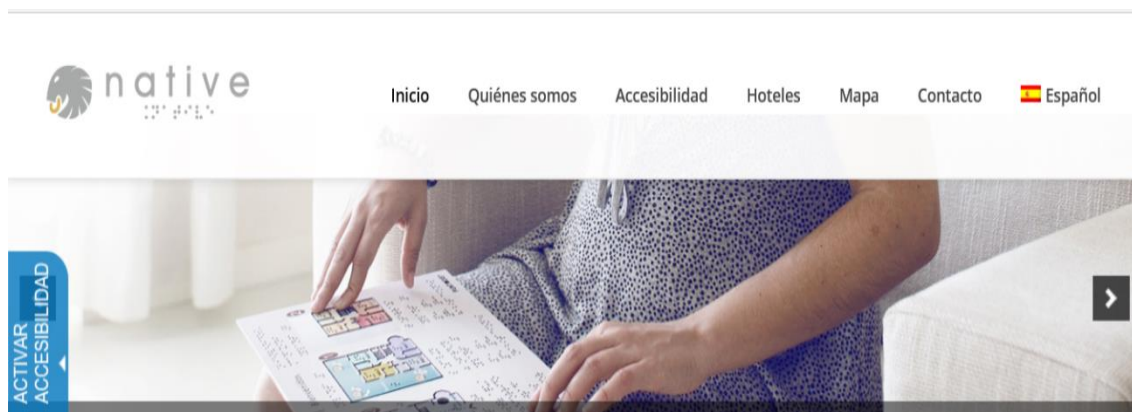 native
Inicio Quiénes somos Accesibilidad Hoteles Mapa Contacto Español
ACTIVAR
ACCESIBILIDAD